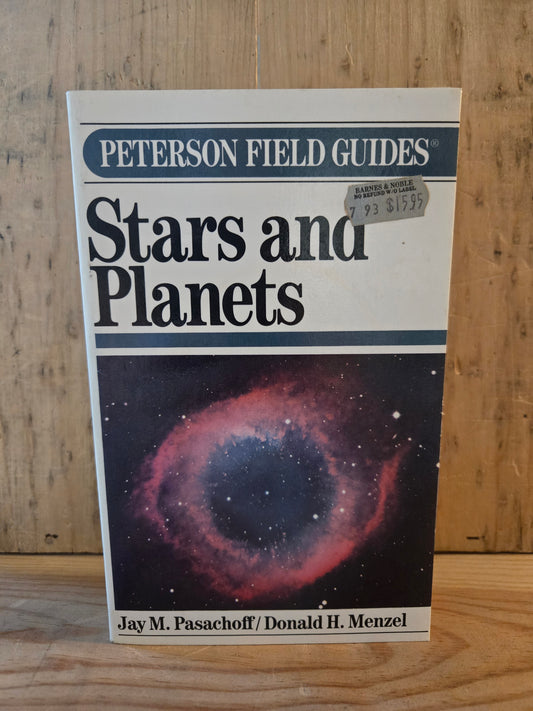 PETERSON FIELD GUIDES®
BARNES & NOBLE
NO REFUND W/O LABEL
7 93 $15.95
Stars and
Planets
Jay M. Pasachoff/Donald H. Menzel